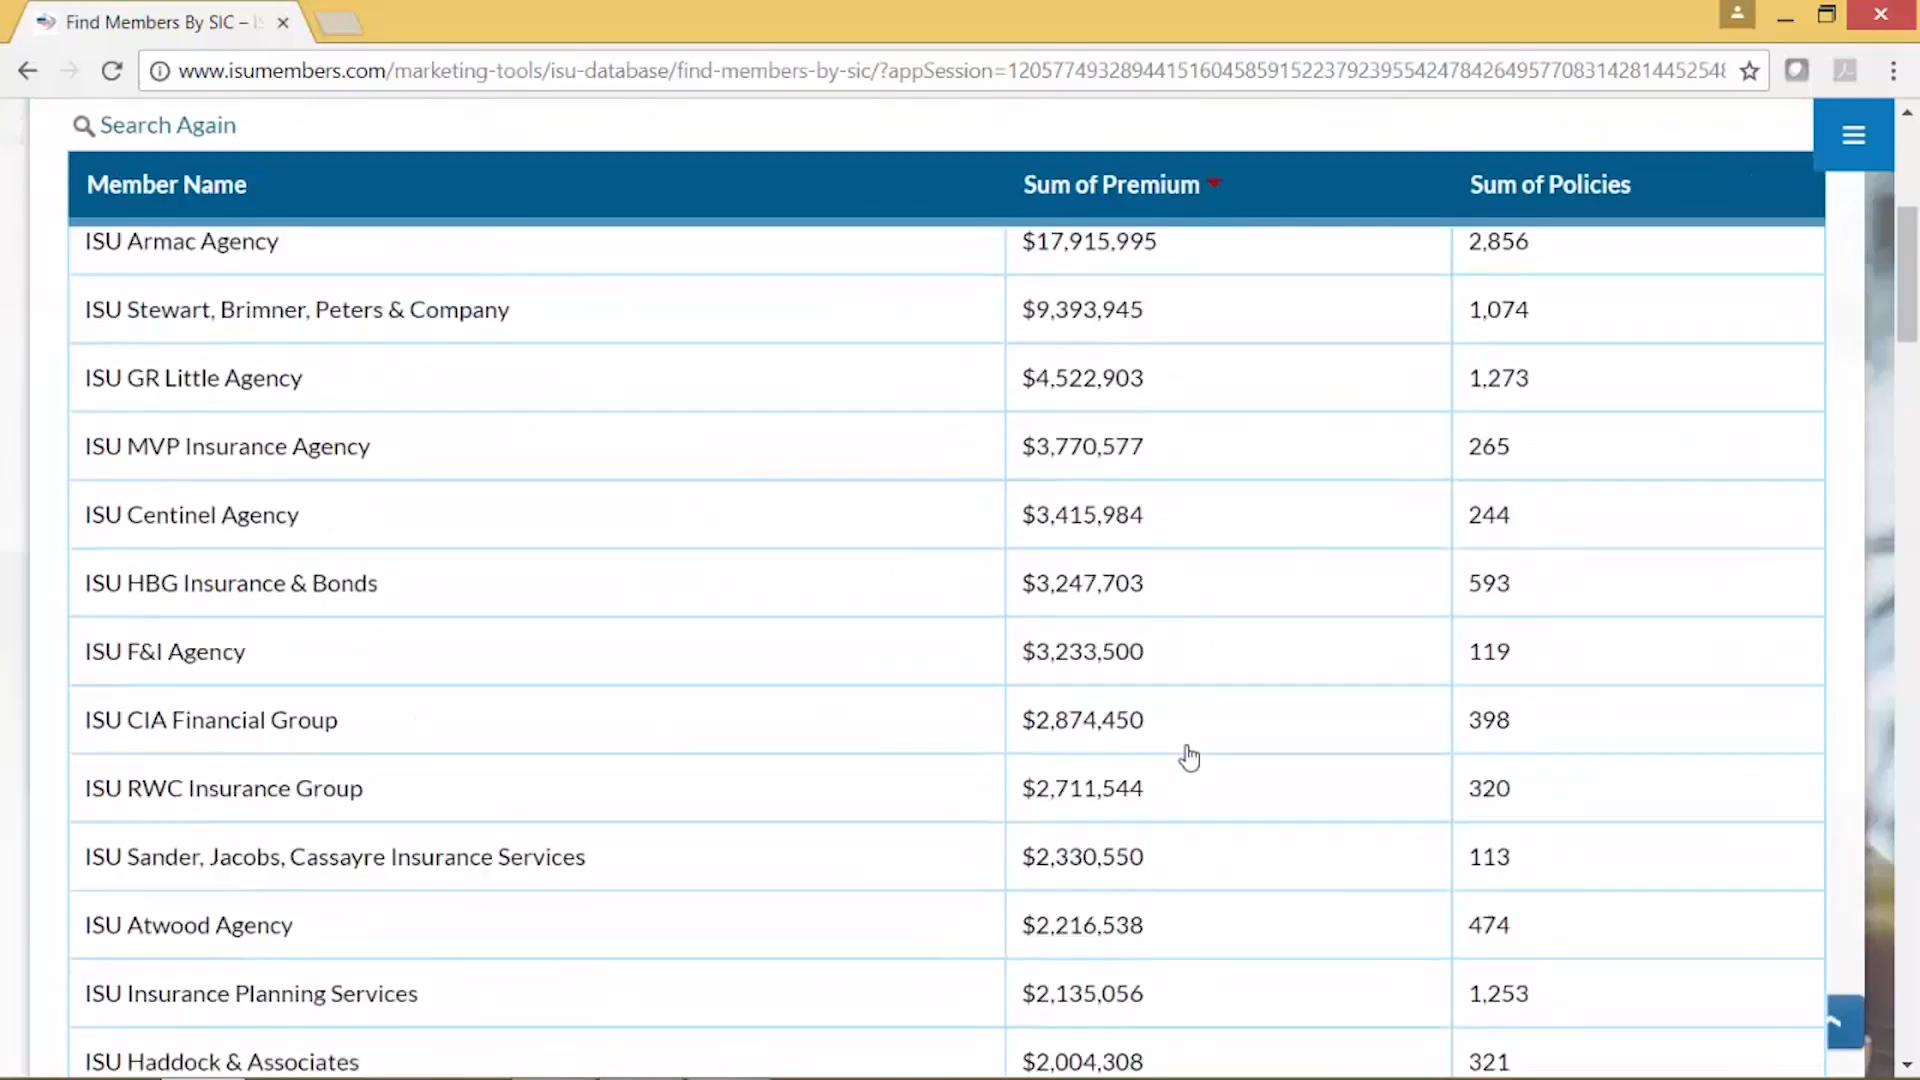 Find Members By SIC –
www.isumembers.com/marketing-tools/isu-database/find-members-by-sic/?appSession=1205774932894415160458591522379239554247842649577083142814452548
Search Again
Member Name Sum of Premium Sum of Policies
ISU Armac Agency $17,915,995 2,856
ISU Stewart, Brimner, Peters & Company $9,393,945 1,074
ISU GR Little Agency $4,522,903 1,273
ISU MVP Insurance Agency $3,770,577 265
ISU Centinel Agency $3,415,984 244
ISU HBG Insurance & Bonds $3,247,703 593
ISU F&I Agency $3,233,500 119
ISU CIA Financial Group $2,874,450 398
ISU RWC Insurance Group $2,711,544 320
ISU Sander, Jacobs, Cassayre Insurance Services $2,330,550 113
ISU Atwood Agency $2,216,538 474
ISU Insurance Planning Services $2,135,056 1,253
ISU Haddock & Associates $2,004,308 321